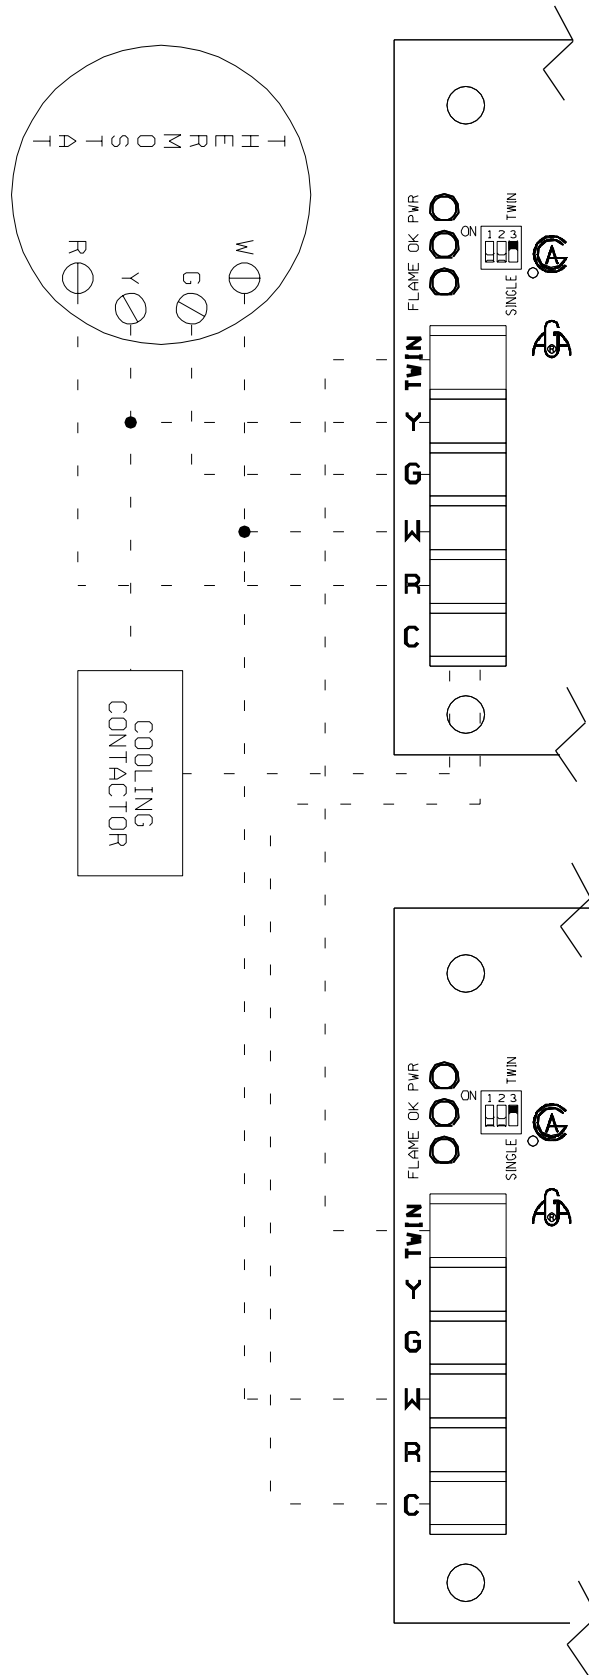 THERMOSTAT
R
Y
G
W
FLAME OK PWR
ON
1 2 3
TWIN
SINGLE
TWIN
Y
G
W
R
C
COOLING
CONTACTOR
FLAME OK PWR
ON
1 2 3
TWIN
SINGLE
TWIN
Y
G
W
R
C